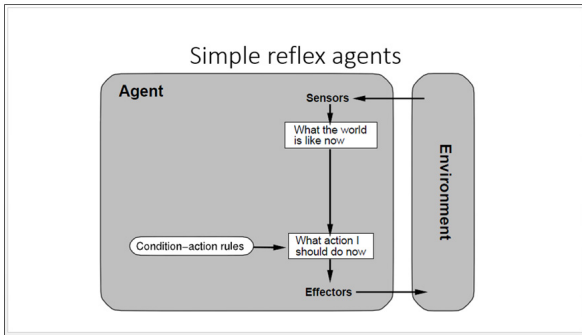 Simple reflex agents
Agent
Sensors
What the world
is like now
Environment
Condition–action rules
What action I
should do now
Effectors